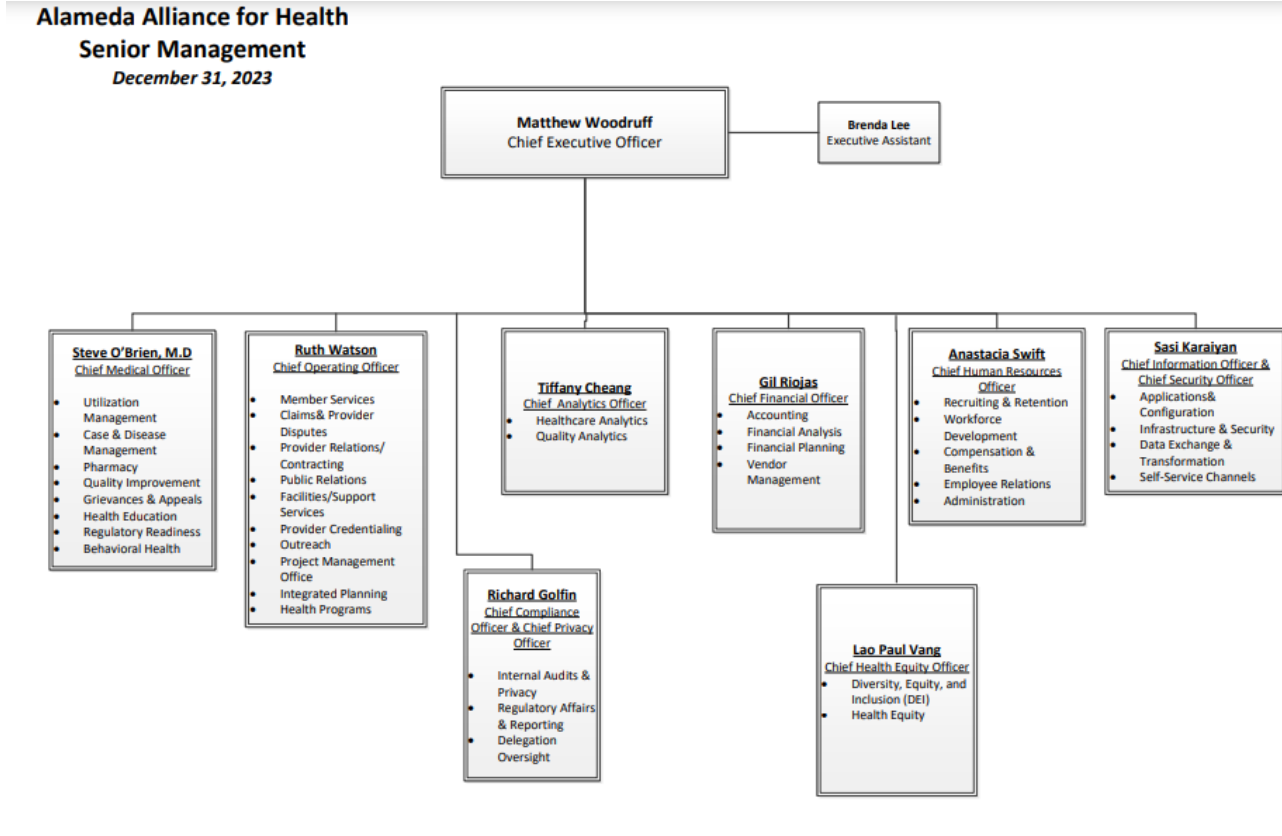 Alameda Alliance for Health
Senior Management
December 31, 2023
Matthew Woodruff
Chief Executive Officer
Brenda Lee
Executive Assistant
Steve O'Brien, M.D
Chief Medical Officer
• Utilization
Management
• Case & Disease
Management
• Pharmacy
• Quality Improvement
• Grievances & Appeals
• Health Education
• Regulatory Readiness
• Behavioral Health
Ruth Watson
Chief Operating Officer
• Member Services
• Claims& Provider
Disputes
• Provider Relations/
Contracting
• Public Relations
• Facilities/Support
Services
• Provider Credentialing
• Outreach
• Project Management
Office
• Integrated Planning
• Health Programs
Tiffany Cheang
Chief Analytics Officer
• Healthcare Analytics
• Quality Analytics
Gil Riojas
Chief Financial Officer
• Accounting
• Financial Analysis
• Financial Planning
• Vendor
Management
Anastacia Swift
Chief Human Resources
Officer
• Recruiting & Retention
• Workforce
Development
• Compensation &
Benefits
• Employee Relations
• Administration
Sasi Karaiyan
Chief Information Officer &
Chief Security Officer
• Applications&
Configuration
• Infrastructure & Security
• Data Exchange &
Transformation
• Self-Service Channels
Richard Golfin
Chief Compliance
Officer & Chief Privacy
Officer
• Internal Audits &
Privacy
• Regulatory Affairs
& Reporting
• Delegation
Oversight
Lao Paul Vang
Chief Health Equity Officer
• Diversity, Equity, and
Inclusion (DEI)
• Health Equity